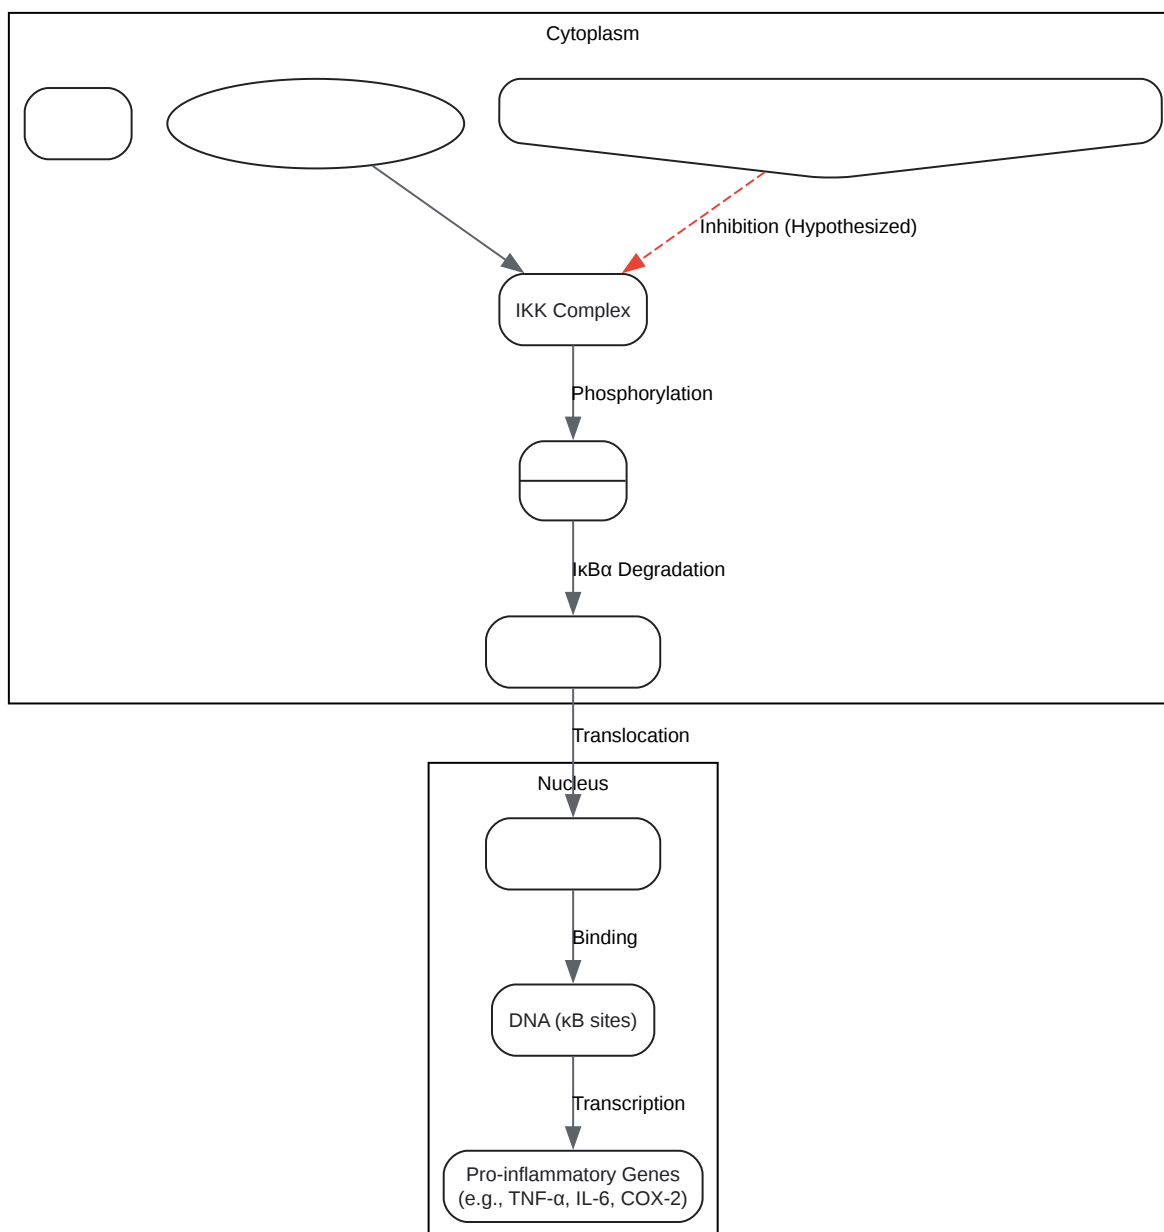 Cytoplasm
Inhibition (Hypothesized)
IKK Complex
Phosphorylation
IκBα Degradation
Translocation
Nucleus
Binding
DNA (κB sites)
Transcription
Pro-inflammatory Genes
(e.g., TNF-α, IL-6, COX-2)